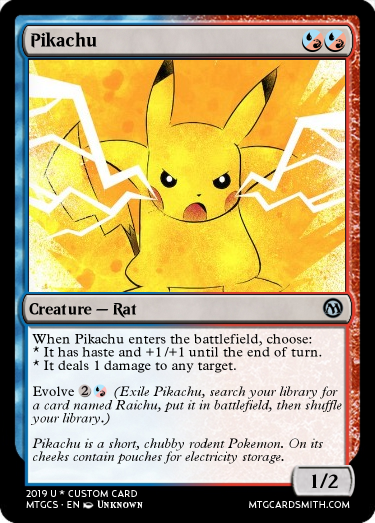 Pikachu
Creature — Rat
When Pikachu enters the battlefield, choose:
* It has haste and +1/+1 until the end of turn.
* It deals 1 damage to any target.
Evolve 2 (Exile Pikachu, search your library for
a card named Raichu, put it in battlefield, then shuffle
your library.)
Pikachu is a short, chubby rodent Pokemon. On its
cheeks contain pouches for electricity storage.
1/2
2019 U * CUSTOM CARD
MTGCS · EN Unknown
MTGCARDSMITH.COM